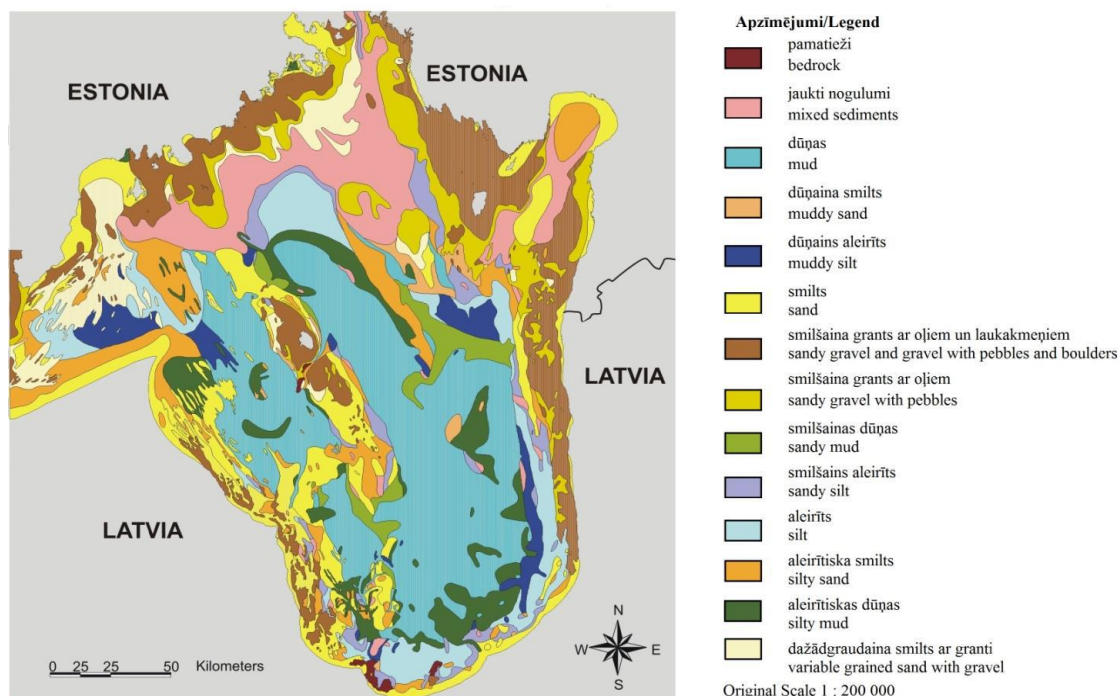 ESTONIA
ESTONIA
LATVIA
LATVIA
0 25 25 50 Kilometers
N
W E
S
Apzīmējumi/Legend
pamatieži
bedrock
jaukti nogulumi
mixed sediments
dūņas
mud
dūņaina smilts
muddy sand
dūņains aleirīts
muddy silt
smilts
sand
smilšaina grants ar oļiem un laukakmeņiem
sandy gravel and gravel with pebbles and boulders
smilšaina grants ar oļiem
sandy gravel with pebbles
smilšainas dūņas
sandy mud
smilšains aleirīts
sandy silt
aleirīts
silt
aleirītiska smilts
silty sand
aleirītiskas dūņas
silty mud
dažādgraudaina smilts ar granti
variable grained sand with gravel
Original Scale 1 : 200 000